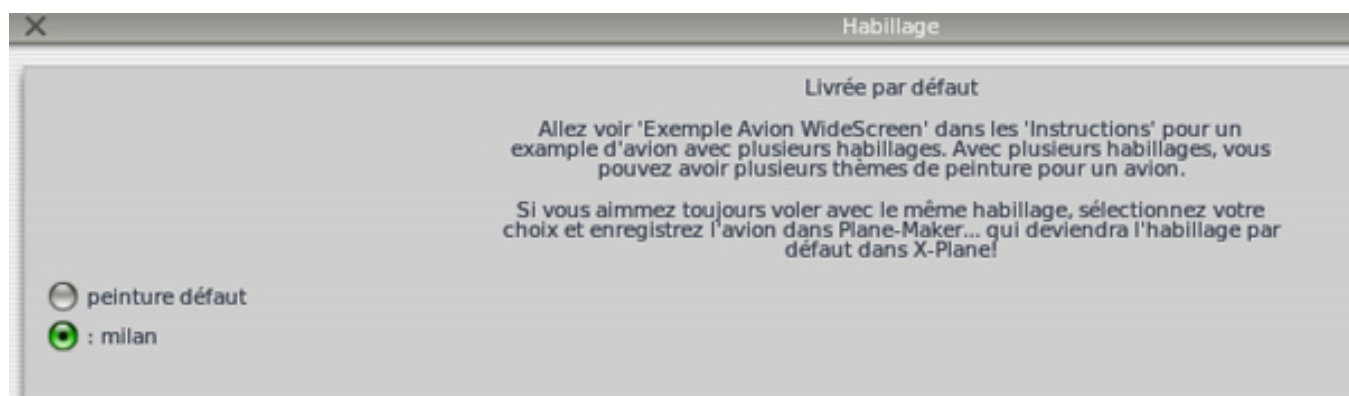 Habillage
Livrée par défaut
Allez voir 'Exemple Avion WideScreen' dans les 'Instructions' pour un
example d'avion avec plusieurs habillages. Avec plusieurs habillages, vous
pouvez avoir plusieurs thèmes de peinture pour un avion.
Si vous aimmez toujours voler avec le même habillage, sélectionnez votre
choix et enregistrez l'avion dans Plane-Maker... qui deviendra l'habillage par
défaut dans X-Plane!
peinture défaut
: milan